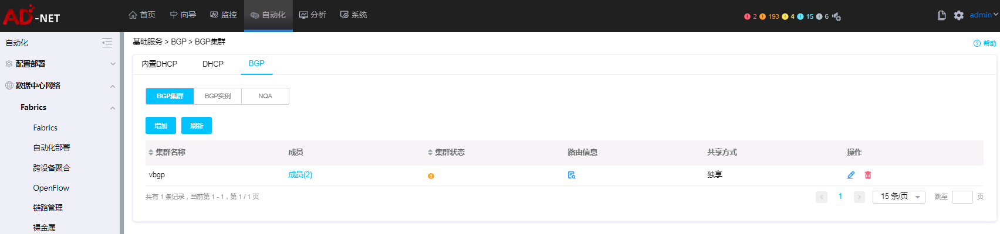 AD-NET 首页 向导 监控 自动化 分析 系统 2 193 4 15 6 admin
自动化
配置部署
数据中心网络
Fabrics
Fabrics
自动化部署
跨设备聚合
OpenFlow
链路管理
裸金属
基础服务 > BGP > BGP集群 帮助
内置DHCP DHCP BGP
BGP集群 BGP实例 NQA
增加 刷新
集群名称 成员 集群状态 路由信息 共享方式 操作
vbgp 成员(2) 独享
共有 1 条记录，当前第 1 - 1，第 1 / 1 页 < 1 > 15 条/页 跳至 页